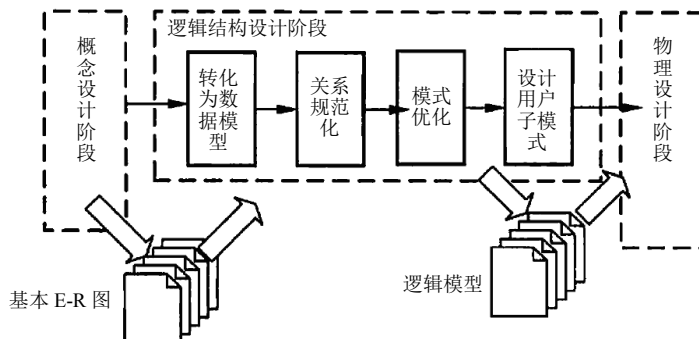 概念设计阶段
逻辑结构设计阶段
转化
为数
据模
型
关系
规范
化
模式
优化
设计
用户
子模
式
物理设计阶段
基本 E-R 图
逻辑模型